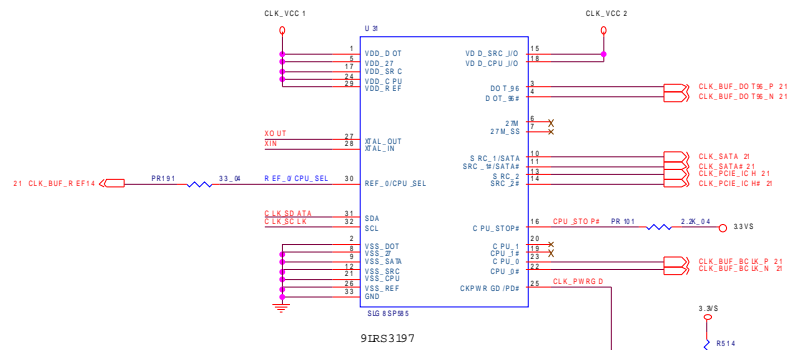 CLK_VCC 1
CLK_VCC 2
U 31
1 VDD_DOT
5 VDD_27
17 VDD_SRC
24 VDD_CPU
29 VDD_REF
VDD_SRC_I/O 15
VDD_CPU_I/O 18
DOT_96 3 CLK_BUF_DOT96_P 21
DOT_96# 4 CLK_BUF_DOT96_N 21
27M 6
27M_SS 7
XOUT 27 XTAL_OUT
XIN 28 XTAL_IN
SRC_1/SATA 10 CLK_SATA 21
SRC_1#/SATA# 11 CLK_SATA# 21
SRC_2 13 CLK_PCIE_ICH 21
SRC_2# 14 CLK_PCIE_ICH# 21
21 CLK_BUF_REF14 PR191 33_04 REF_0/CPU_SEL 30 REF_0/CPU_SEL
CLK_SDATA 31 SDA
CLK_SCLK 32 SCL
CPU_STOP# 16 CPU_STOP# PR101 2.2K_04 3.3VS
2 VSS_DOT
8 VSS_27
9 VSS_SATA
12 VSS_SRC
21 VSS_CPU
26 VSS_REF
33 GND
CPU_1 20
CPU_1# 19
CPU_0 23 CLK_BUF_BCLK_P 21
CPU_0# 22 CLK_BUF_BCLK_N 21
CKPWRGD/PD# 25 CLK_PWRGD
SLG8SP585
9IRS3197
3.3VS
R514